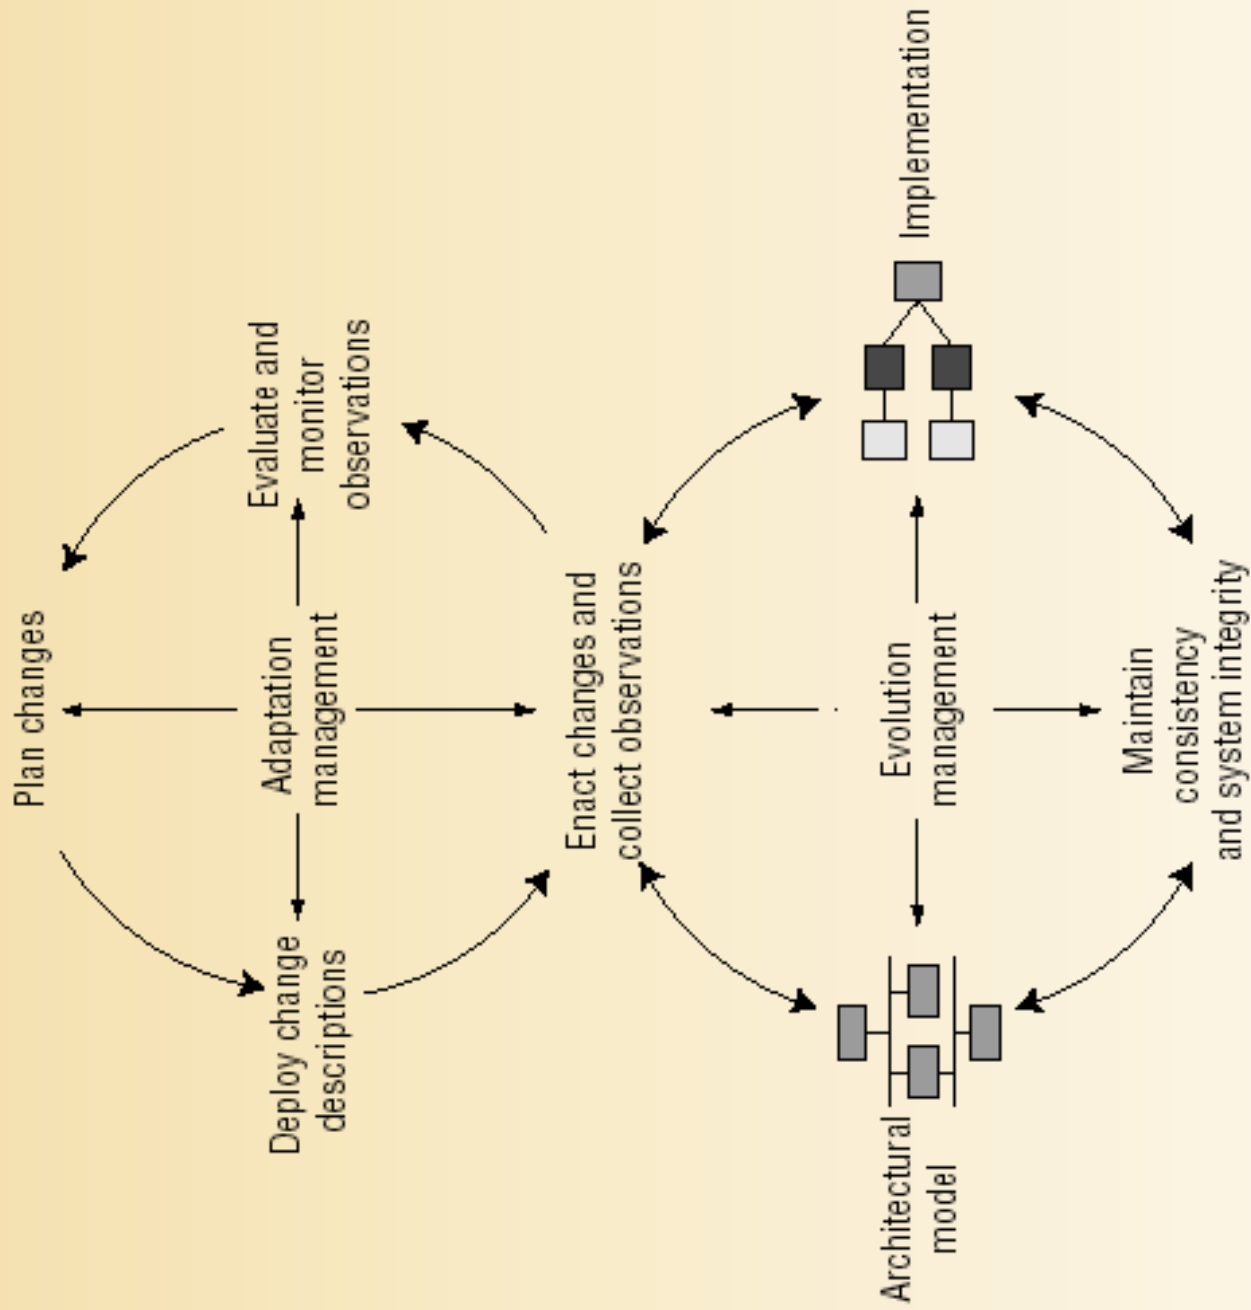 Plan changes
Evaluate and
monitor
observations
Adaptation
management
Deploy change
descriptions
Enact changes and
collect observations
Implementation
Evolution
management
Architectural
model
Maintain
consistency
and system integrity